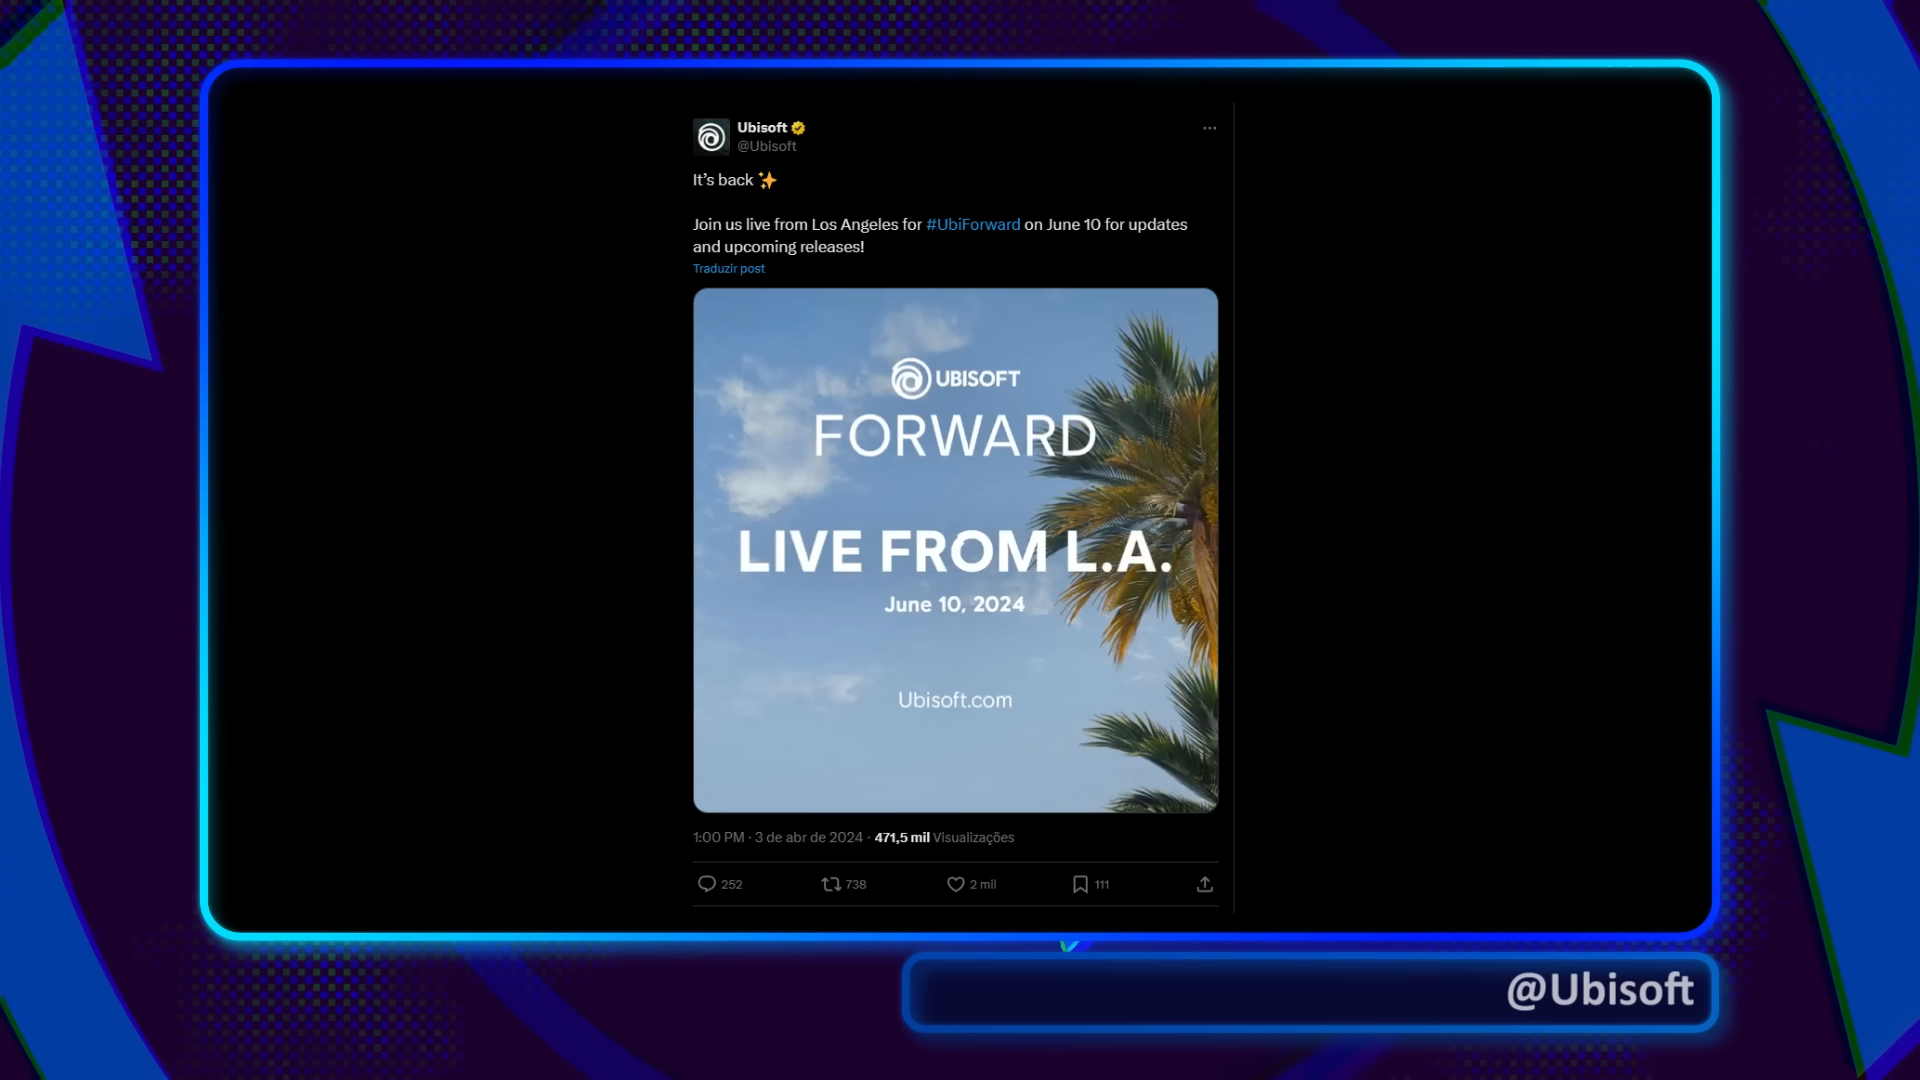 Ubisoft
@Ubisoft
It’s back ✨
Join us live from Los Angeles for #UbiForward on June 10 for updates
and upcoming releases!
Traduzir post
UBISOFT
FORWARD
LIVE FROM L.A.
June 10, 2024
Ubisoft.com
1:00 PM · 3 de abr de 2024 · 471,5 mil Visualizações
252 738 2 mil 111
@Ubisoft